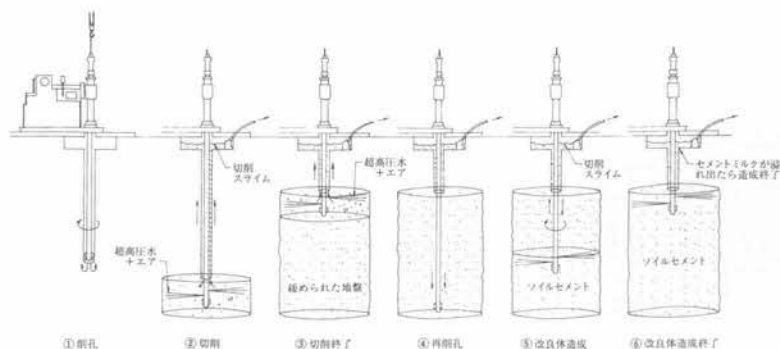 超高圧水
+エア
①削孔
切削
スライム
②切削
超高圧水
+エア
緩められた地盤
③切削終了
④再削孔
切削
スライム
ソイルセメント
⑤改良体造成
セメントミルクが溢
れ出たら造成終了
ソイルセメント
⑥改良体造成終了